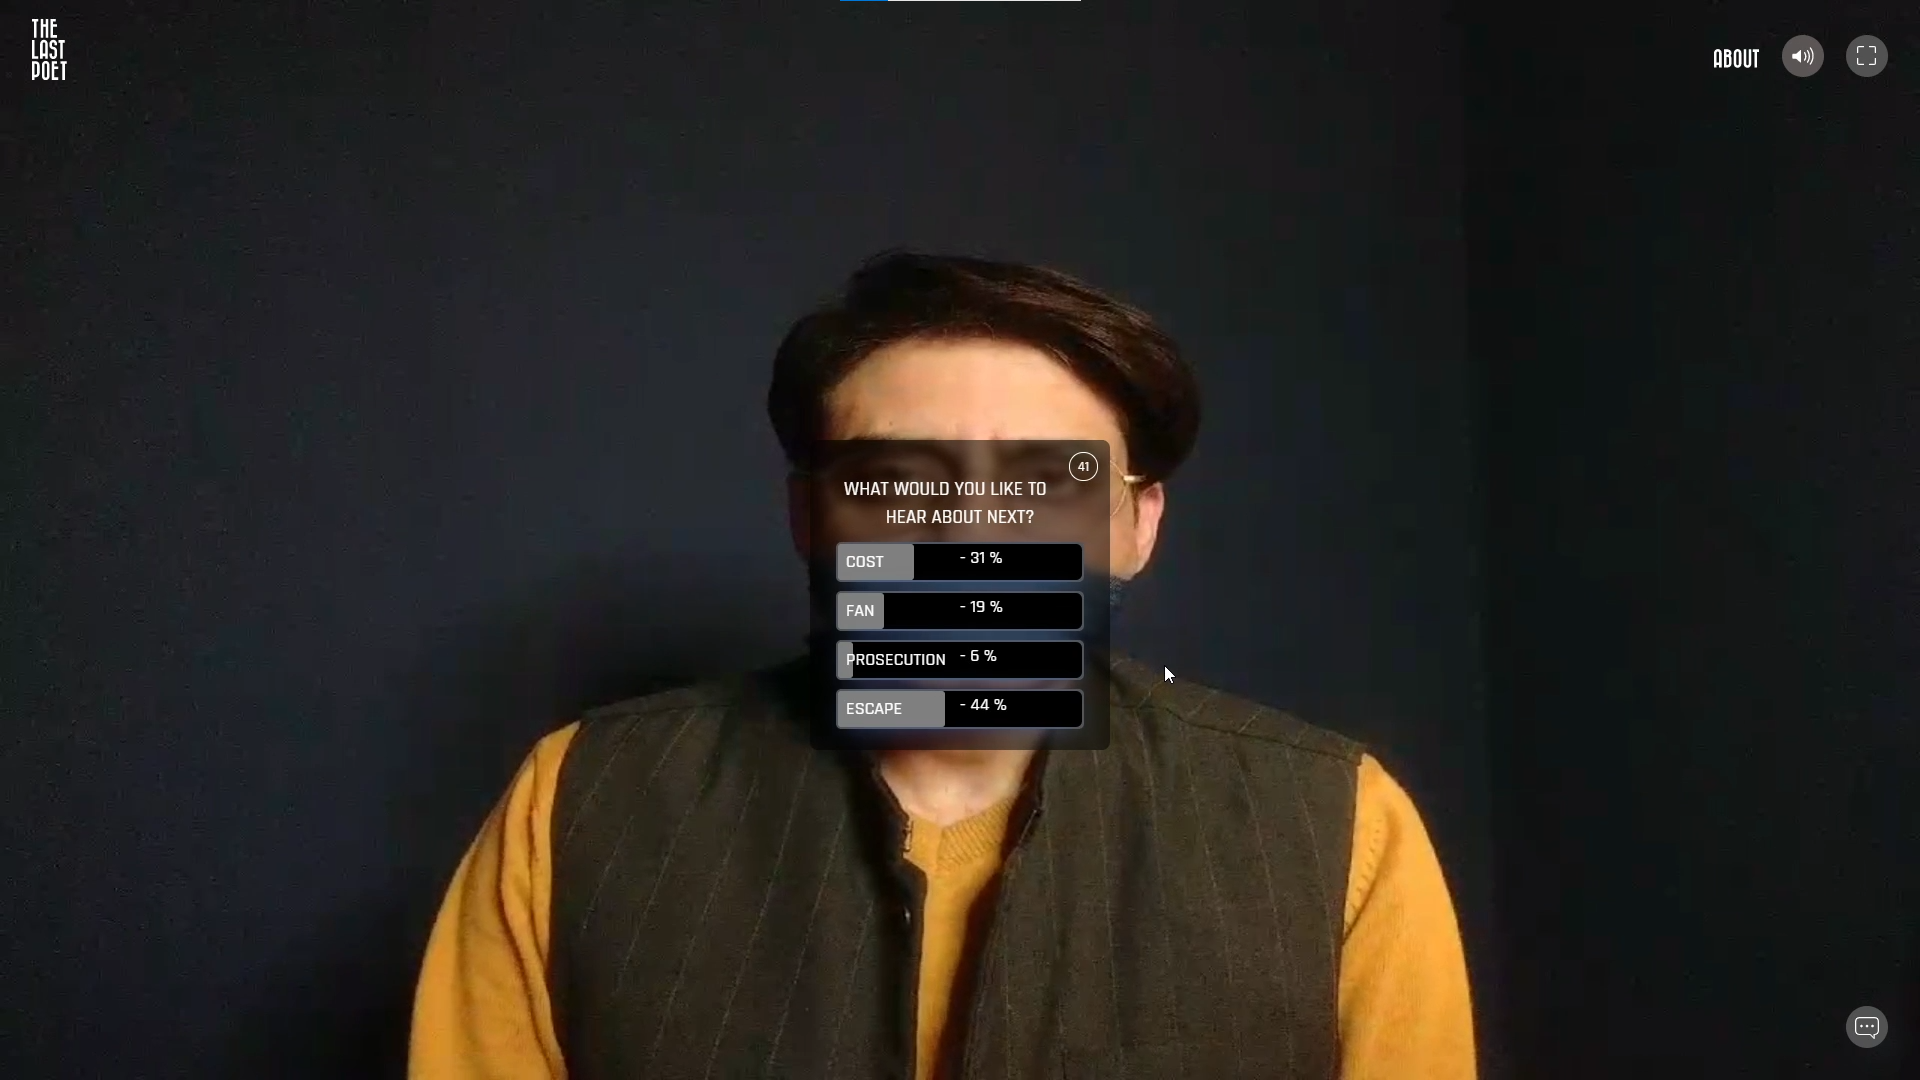 THE
LAST
POET
ABOUT
41
WHAT WOULD YOU LIKE TO
HEAR ABOUT NEXT?
COST - 31 %
FAN - 19 %
PROSECUTION - 6 %
ESCAPE - 44 %